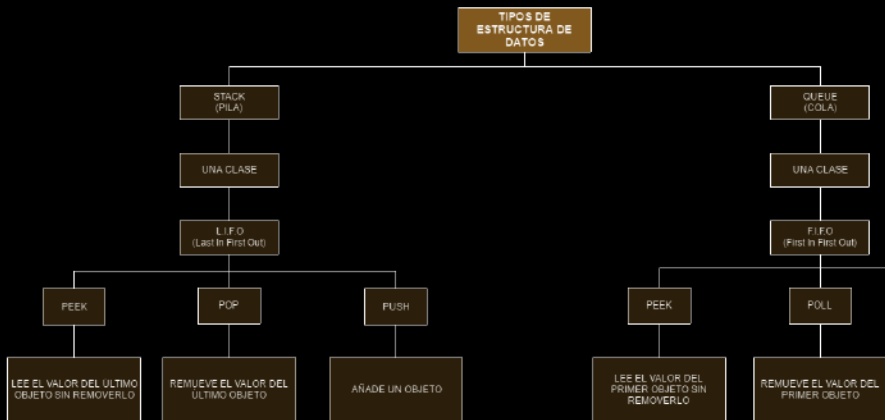 TIPOS DE
ESTRUCTURA DE
DATOS
STACK
(PILA)
QUEUE
(COLA)
UNA CLASE
UNA CLASE
L.I.F.O
(Last In First Out)
F.I.F.O
(First In First Out)
PEEK
POP
PUSH
PEEK
POLL
LEE EL VALOR DEL ULTIMO
OBJETO SIN REMOVERLO
REMUEVE EL VALOR DEL
ÚLTIMO OBJETO
AÑADE UN OBJETO
LEE EL VALOR DEL
PRIMER OBJETO SIN
REMOVERLO
REMUEVE EL VALOR DEL
PRIMER OBJETO